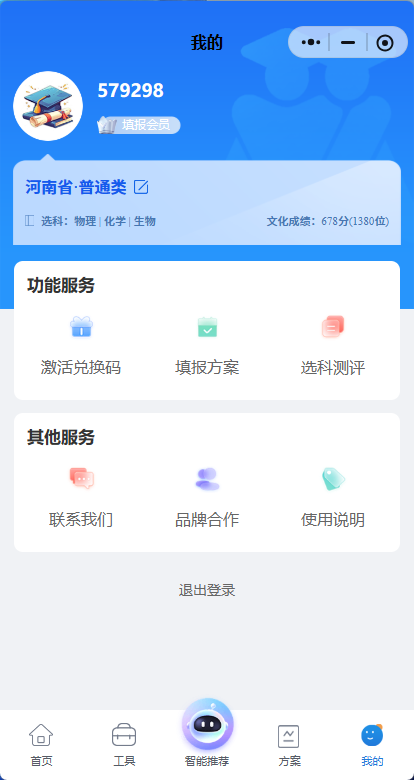 我的
579298
填报会员
河南省·普通类
选科：物理 | 化学 | 生物 文化成绩：678分(1380位)
功能服务
激活兑换码 填报方案 选科测评
其他服务
联系我们 品牌合作 使用说明
退出登录
首页 工具 智能推荐 方案 我的